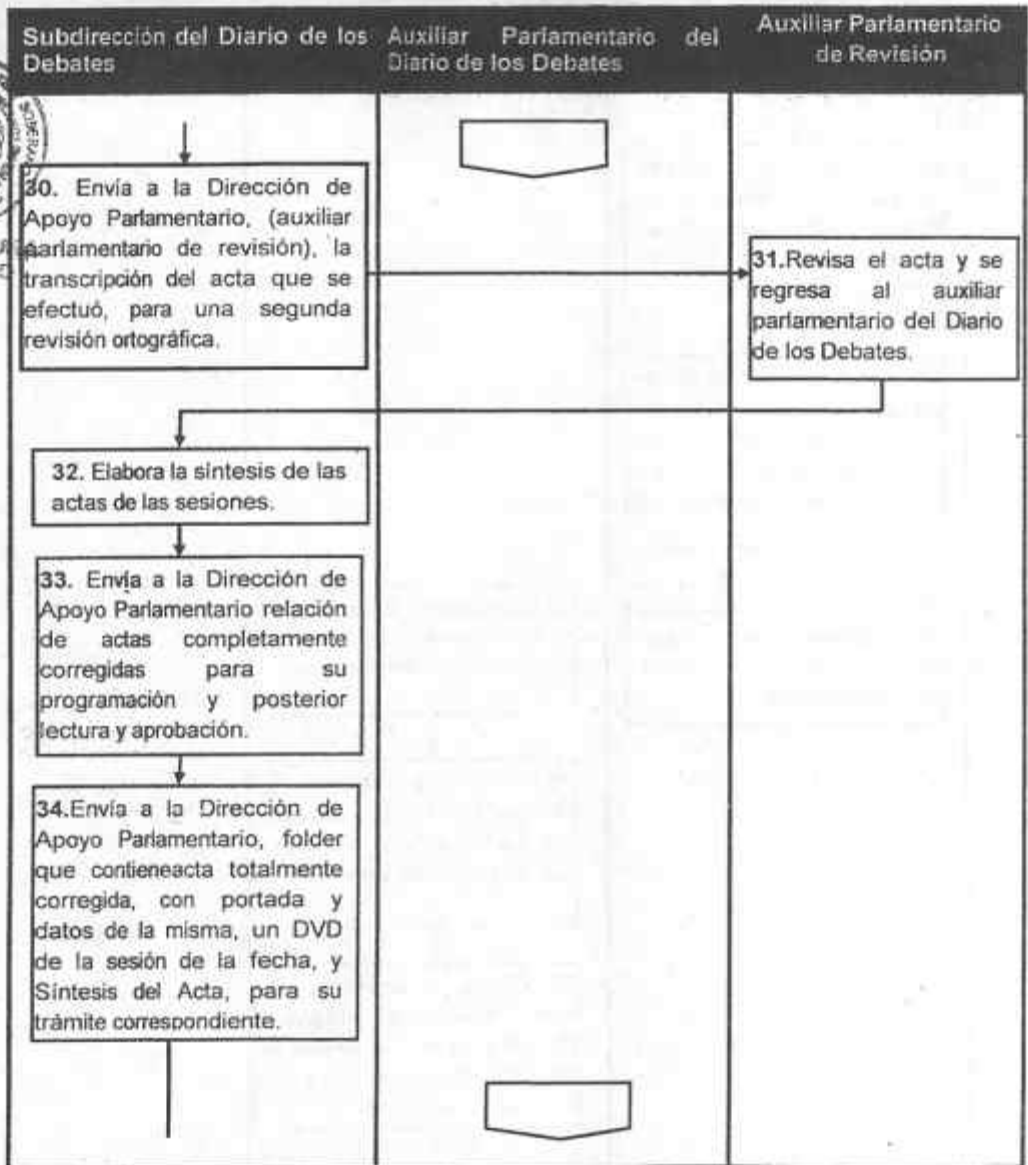 Subdirección del Diario de los
Debates
Auxiliar Parlamentario del
Diario de los Debates
Auxiliar Parlamentario
de Revisión
30. Envía a la Dirección de
Apoyo Parlamentario, (auxiliar
parlamentario de revisión), la
transcripción del acta que se
efectuó, para una segunda
revisión ortográfica.
31.Revisa el acta y se
regresa al auxiliar
parlamentario del Diario
de los Debates.
32. Elabora la síntesis de las
actas de las sesiones.
33. Envía a la Dirección de
Apoyo Parlamentario relación
de actas completamente
corregidas para su
programación y posterior
lectura y aprobación.
34.Envía a la Dirección de
Apoyo Parlamentario, folder
que contieneacta totalmente
corregida, con portada y
datos de la misma, un DVD
de la sesión de la fecha, y
Síntesis del Acta, para su
trámite correspondiente.